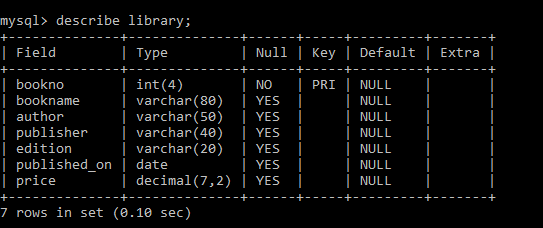 mysql> describe library;
+--------------+--------------+------+-----+---------+-------+
| Field        | Type         | Null | Key | Default | Extra |
+--------------+--------------+------+-----+---------+-------+
| bookno       | int(4)       | NO   | PRI | NULL    |       |
| bookname     | varchar(80)  | YES  |     | NULL    |       |
| author       | varchar(50)  | YES  |     | NULL    |       |
| publisher    | varchar(40)  | YES  |     | NULL    |       |
| edition      | varchar(20)  | YES  |     | NULL    |       |
| published_on | date         | YES  |     | NULL    |       |
| price        | decimal(7,2) | YES  |     | NULL    |       |
+--------------+--------------+------+-----+---------+-------+
7 rows in set (0.10 sec)